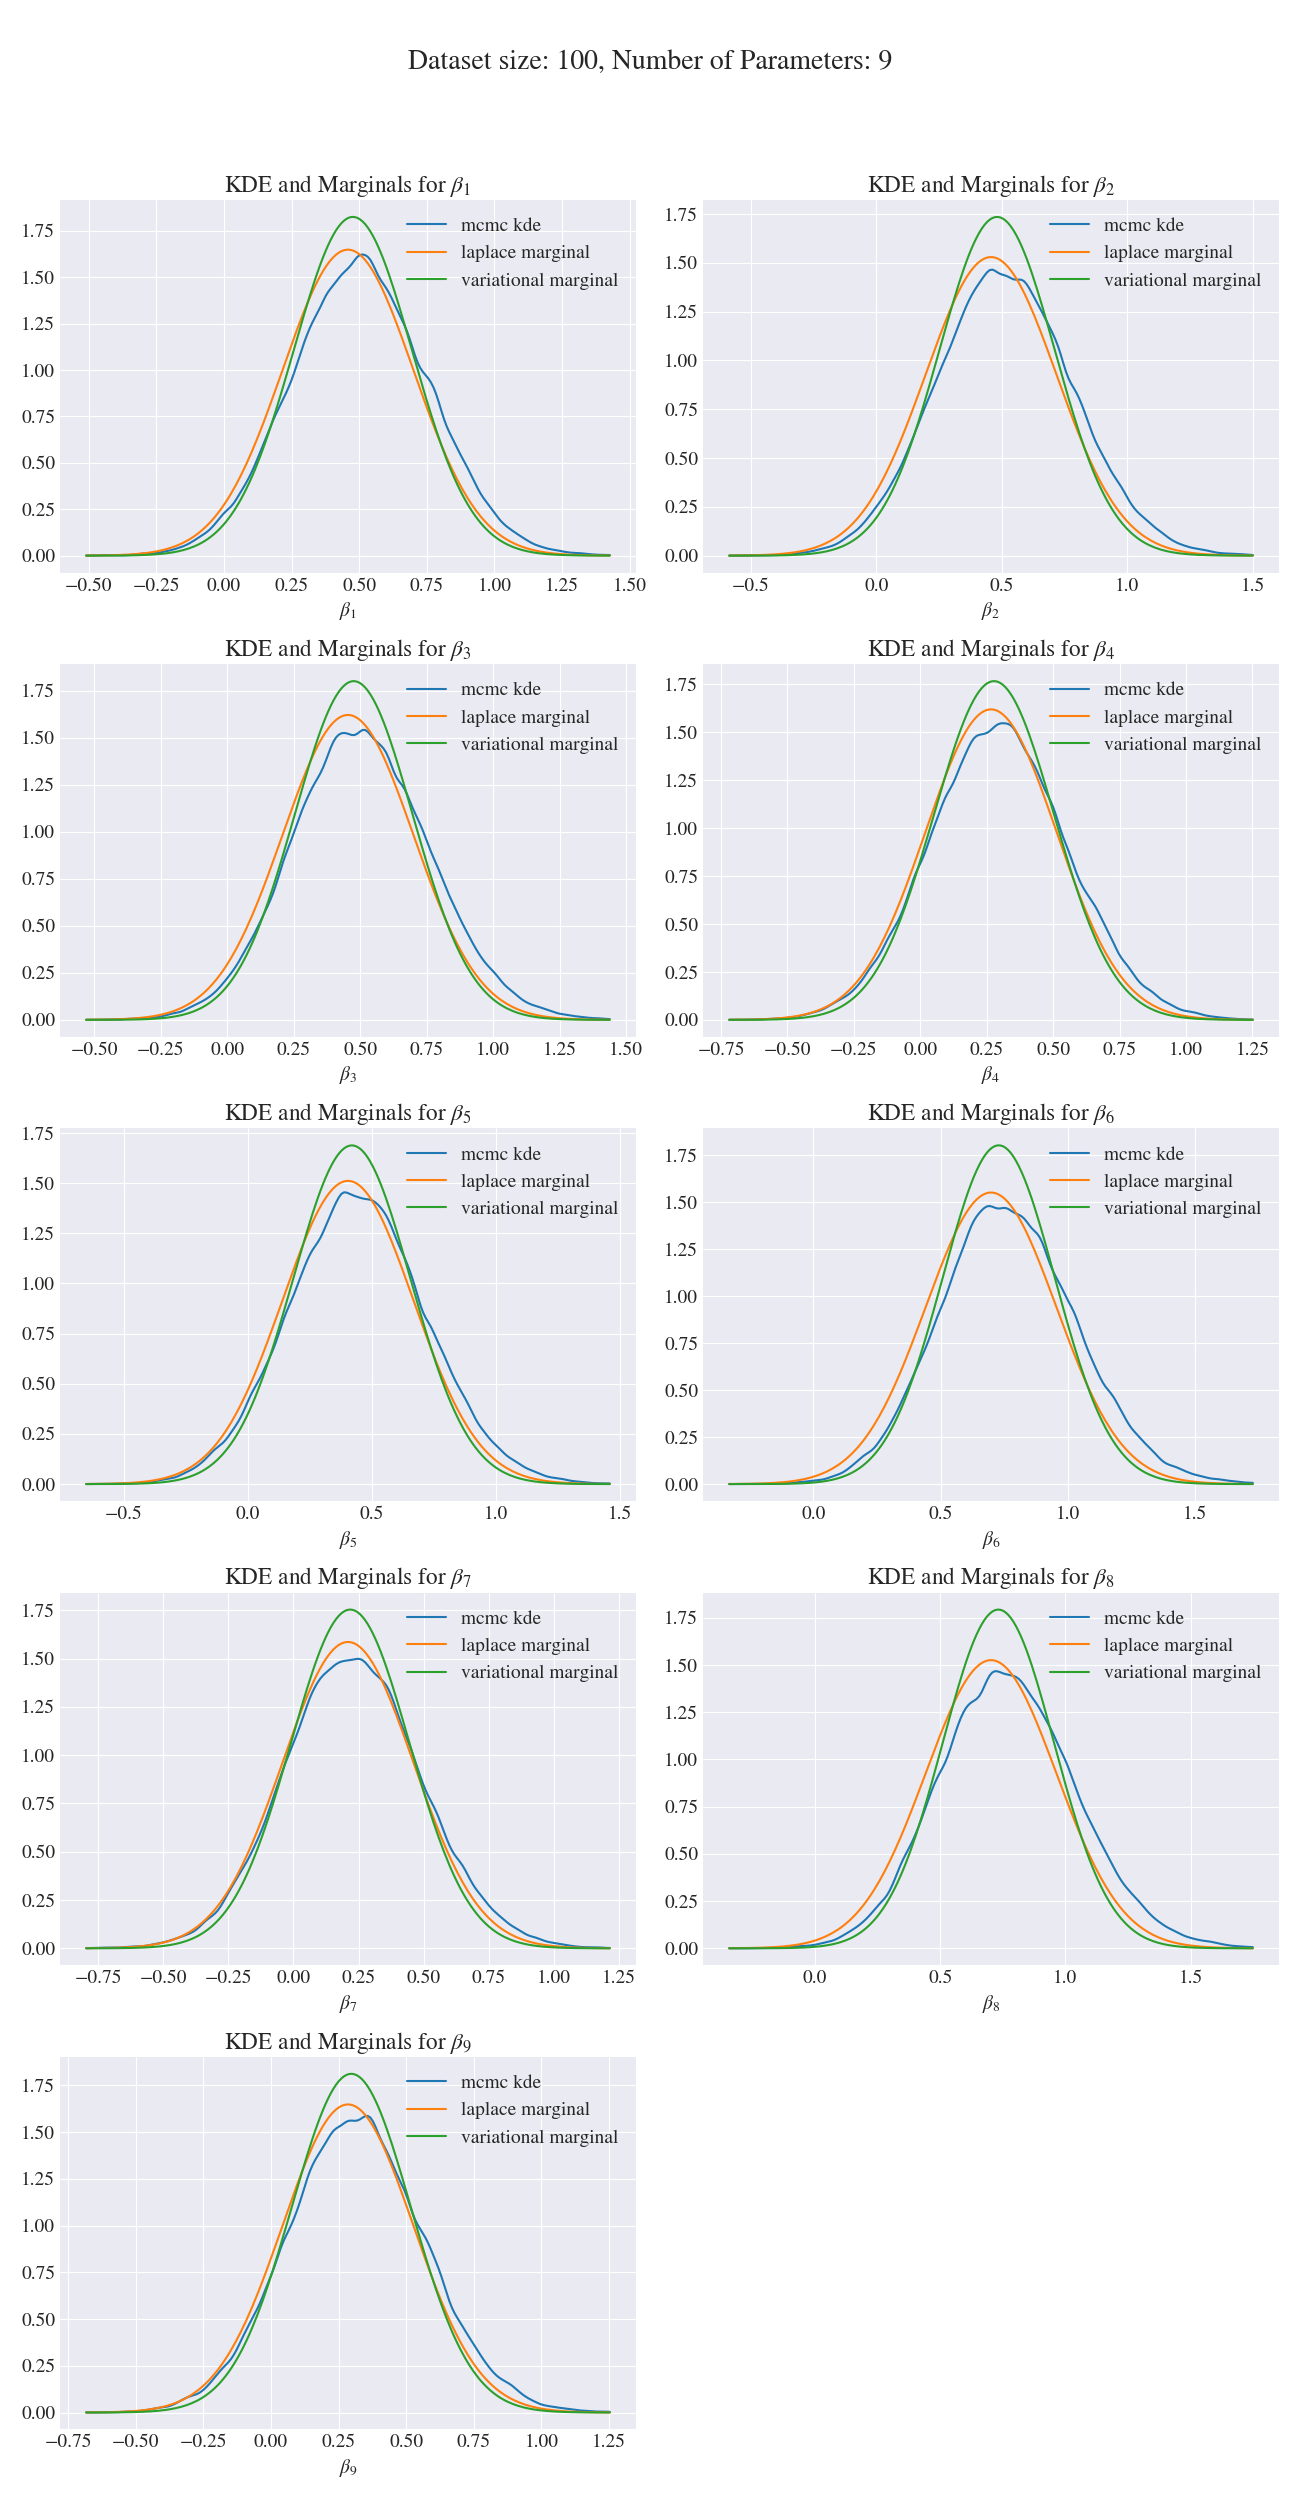 Dataset size: 100, Number of Parameters: 9
KDE and Marginals for β₁
mcmc kde
laplace marginal
variational marginal
1.75
1.50
1.25
1.00
0.75
0.50
0.25
0.00
−0.50 −0.25 0.00 0.25 0.50 0.75 1.00 1.25 1.50
β₁
KDE and Marginals for β₂
mcmc kde
laplace marginal
variational marginal
1.75
1.50
1.25
1.00
0.75
0.50
0.25
0.00
−0.5 0.0 0.5 1.0 1.5
β₂
KDE and Marginals for β₃
mcmc kde
laplace marginal
variational marginal
1.75
1.50
1.25
1.00
0.75
0.50
0.25
0.00
−0.50 −0.25 0.00 0.25 0.50 0.75 1.00 1.25 1.50
β₃
KDE and Marginals for β₄
mcmc kde
laplace marginal
variational marginal
1.75
1.50
1.25
1.00
0.75
0.50
0.25
0.00
−0.75 −0.50 −0.25 0.00 0.25 0.50 0.75 1.00 1.25
β₄
KDE and Marginals for β₅
mcmc kde
laplace marginal
variational marginal
1.75
1.50
1.25
1.00
0.75
0.50
0.25
0.00
−0.5 0.0 0.5 1.0 1.5
β₅
KDE and Marginals for β₆
mcmc kde
laplace marginal
variational marginal
1.75
1.50
1.25
1.00
0.75
0.50
0.25
0.00
0.0 0.5 1.0 1.5
β₆
KDE and Marginals for β₇
mcmc kde
laplace marginal
variational marginal
1.75
1.50
1.25
1.00
0.75
0.50
0.25
0.00
−0.75 −0.50 −0.25 0.00 0.25 0.50 0.75 1.00 1.25
β₇
KDE and Marginals for β₈
mcmc kde
laplace marginal
variational marginal
1.75
1.50
1.25
1.00
0.75
0.50
0.25
0.00
0.0 0.5 1.0 1.5
β₈
KDE and Marginals for β₉
mcmc kde
laplace marginal
variational marginal
1.75
1.50
1.25
1.00
0.75
0.50
0.25
0.00
−0.75 −0.50 −0.25 0.00 0.25 0.50 0.75 1.00 1.25
β₉